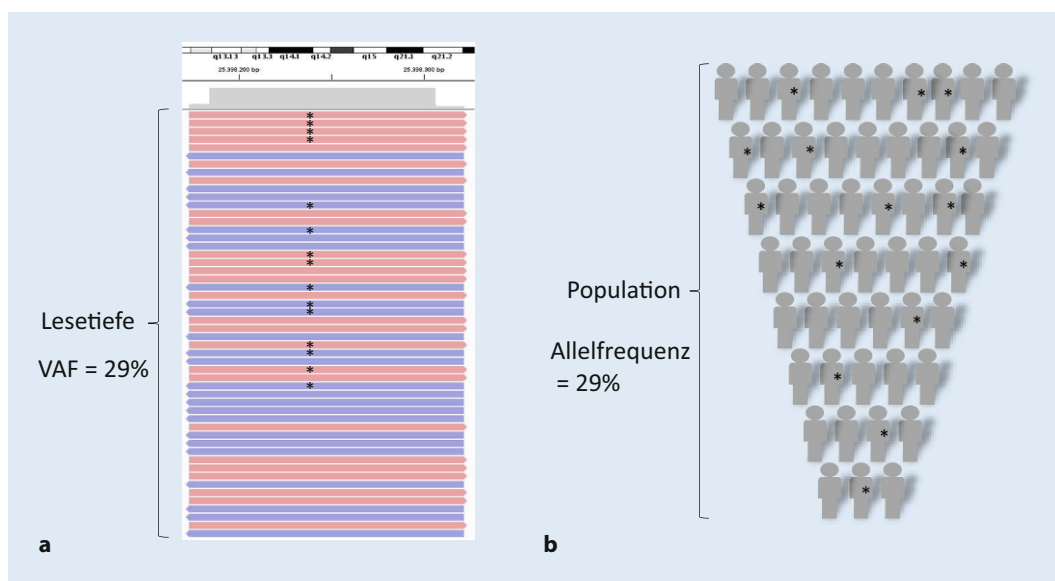 q13.13 q13.3 q14.1 q14.2 q15 q21.1 q21.2
25.398.200 bp 25.398.300 bp
Lesetiefe
VAF = 29%
a
Population
Allelfrequenz
= 29%
b